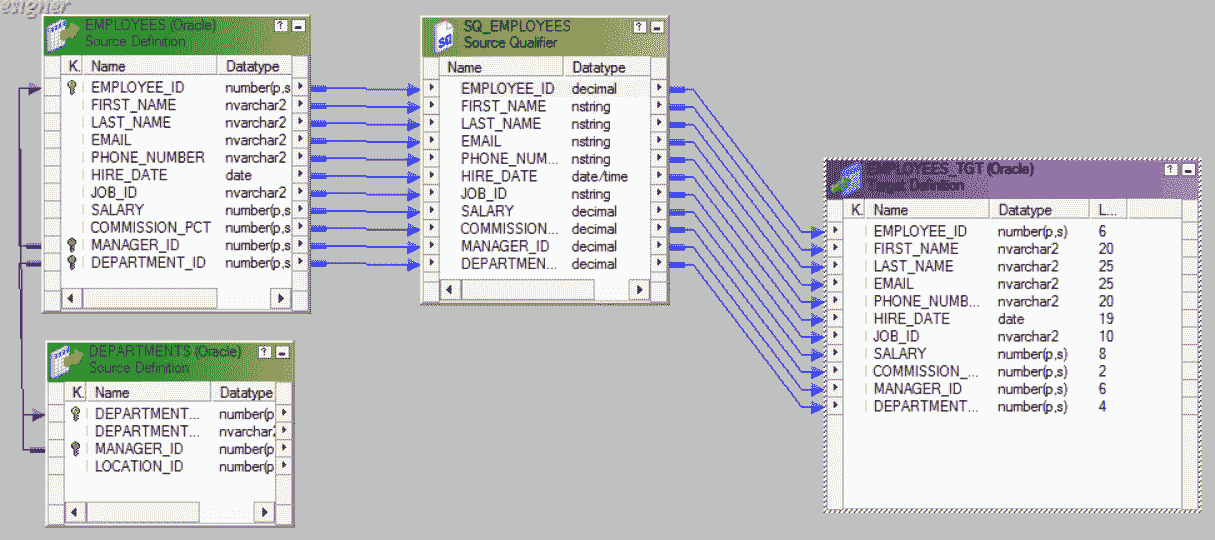 esigner
EMPLOYEES (Oracle)
Source Definition
K. Name Datatype
EMPLOYEE_ID number(p,s
FIRST_NAME nvarchar2
LAST_NAME nvarchar2
EMAIL nvarchar2
PHONE_NUMBER nvarchar2
HIRE_DATE date
JOB_ID nvarchar2
SALARY number(p,s
COMMISSION_PCT number(p,s
MANAGER_ID number(p,s
DEPARTMENT_ID number(p,s
SQ_EMPLOYEES
Source Qualifier
Name Datatype
EMPLOYEE_ID decimal
FIRST_NAME nstring
LAST_NAME nstring
EMAIL nstring
PHONE_NUM... nstring
HIRE_DATE date/time
JOB_ID nstring
SALARY decimal
COMMISSION... decimal
MANAGER_ID decimal
DEPARTMEN... decimal
EMPLOYEES_TGT (Oracle)
Target Definition
K. Name Datatype L...
EMPLOYEE_ID number(p,s) 6
FIRST_NAME nvarchar2 20
LAST_NAME nvarchar2 25
EMAIL nvarchar2 25
PHONE_NUMB... nvarchar2 20
HIRE_DATE date 19
JOB_ID nvarchar2 10
SALARY number(p,s) 8
COMMISSION_... number(p,s) 2
MANAGER_ID number(p,s) 6
DEPARTMENT... number(p,s) 4
DEPARTMENTS (Oracle)
Source Definition
K. Name Datatype
DEPARTMENT... number(p
DEPARTMENT... nvarchar
MANAGER_ID number(p
LOCATION_ID number(p